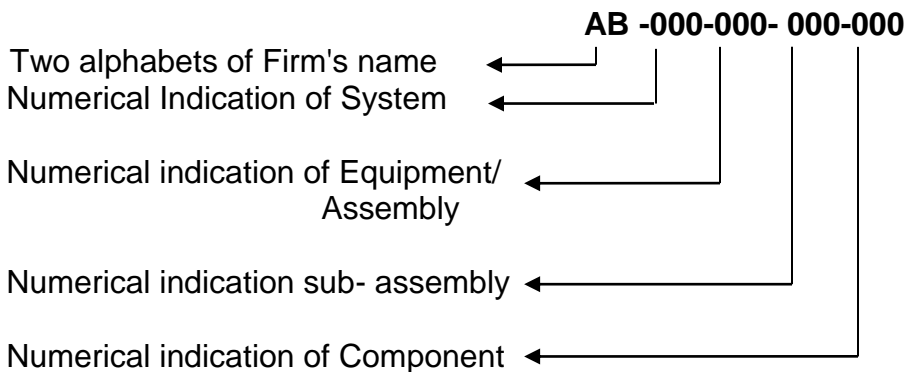 AB -000-000- 000-000
Two alphabets of Firm's name
Numerical Indication of System
Numerical indication of Equipment/
Assembly
Numerical indication sub- assembly
Numerical indication of Component